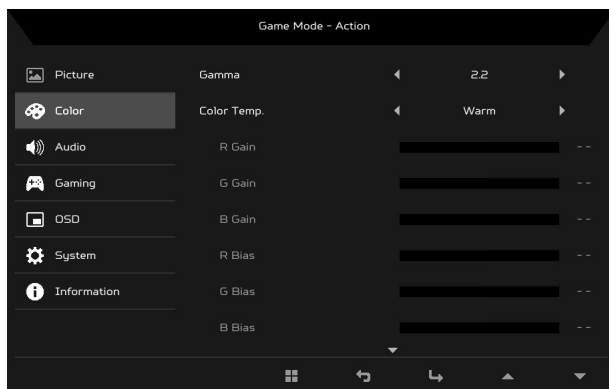 Game Mode - Action
Picture
Gamma 2.2
Color
Color Temp. Warm
Audio
R Gain --
Gaming
G Gain --
OSD
B Gain --
System
R Bias --
Information
G Bias --
B Bias --